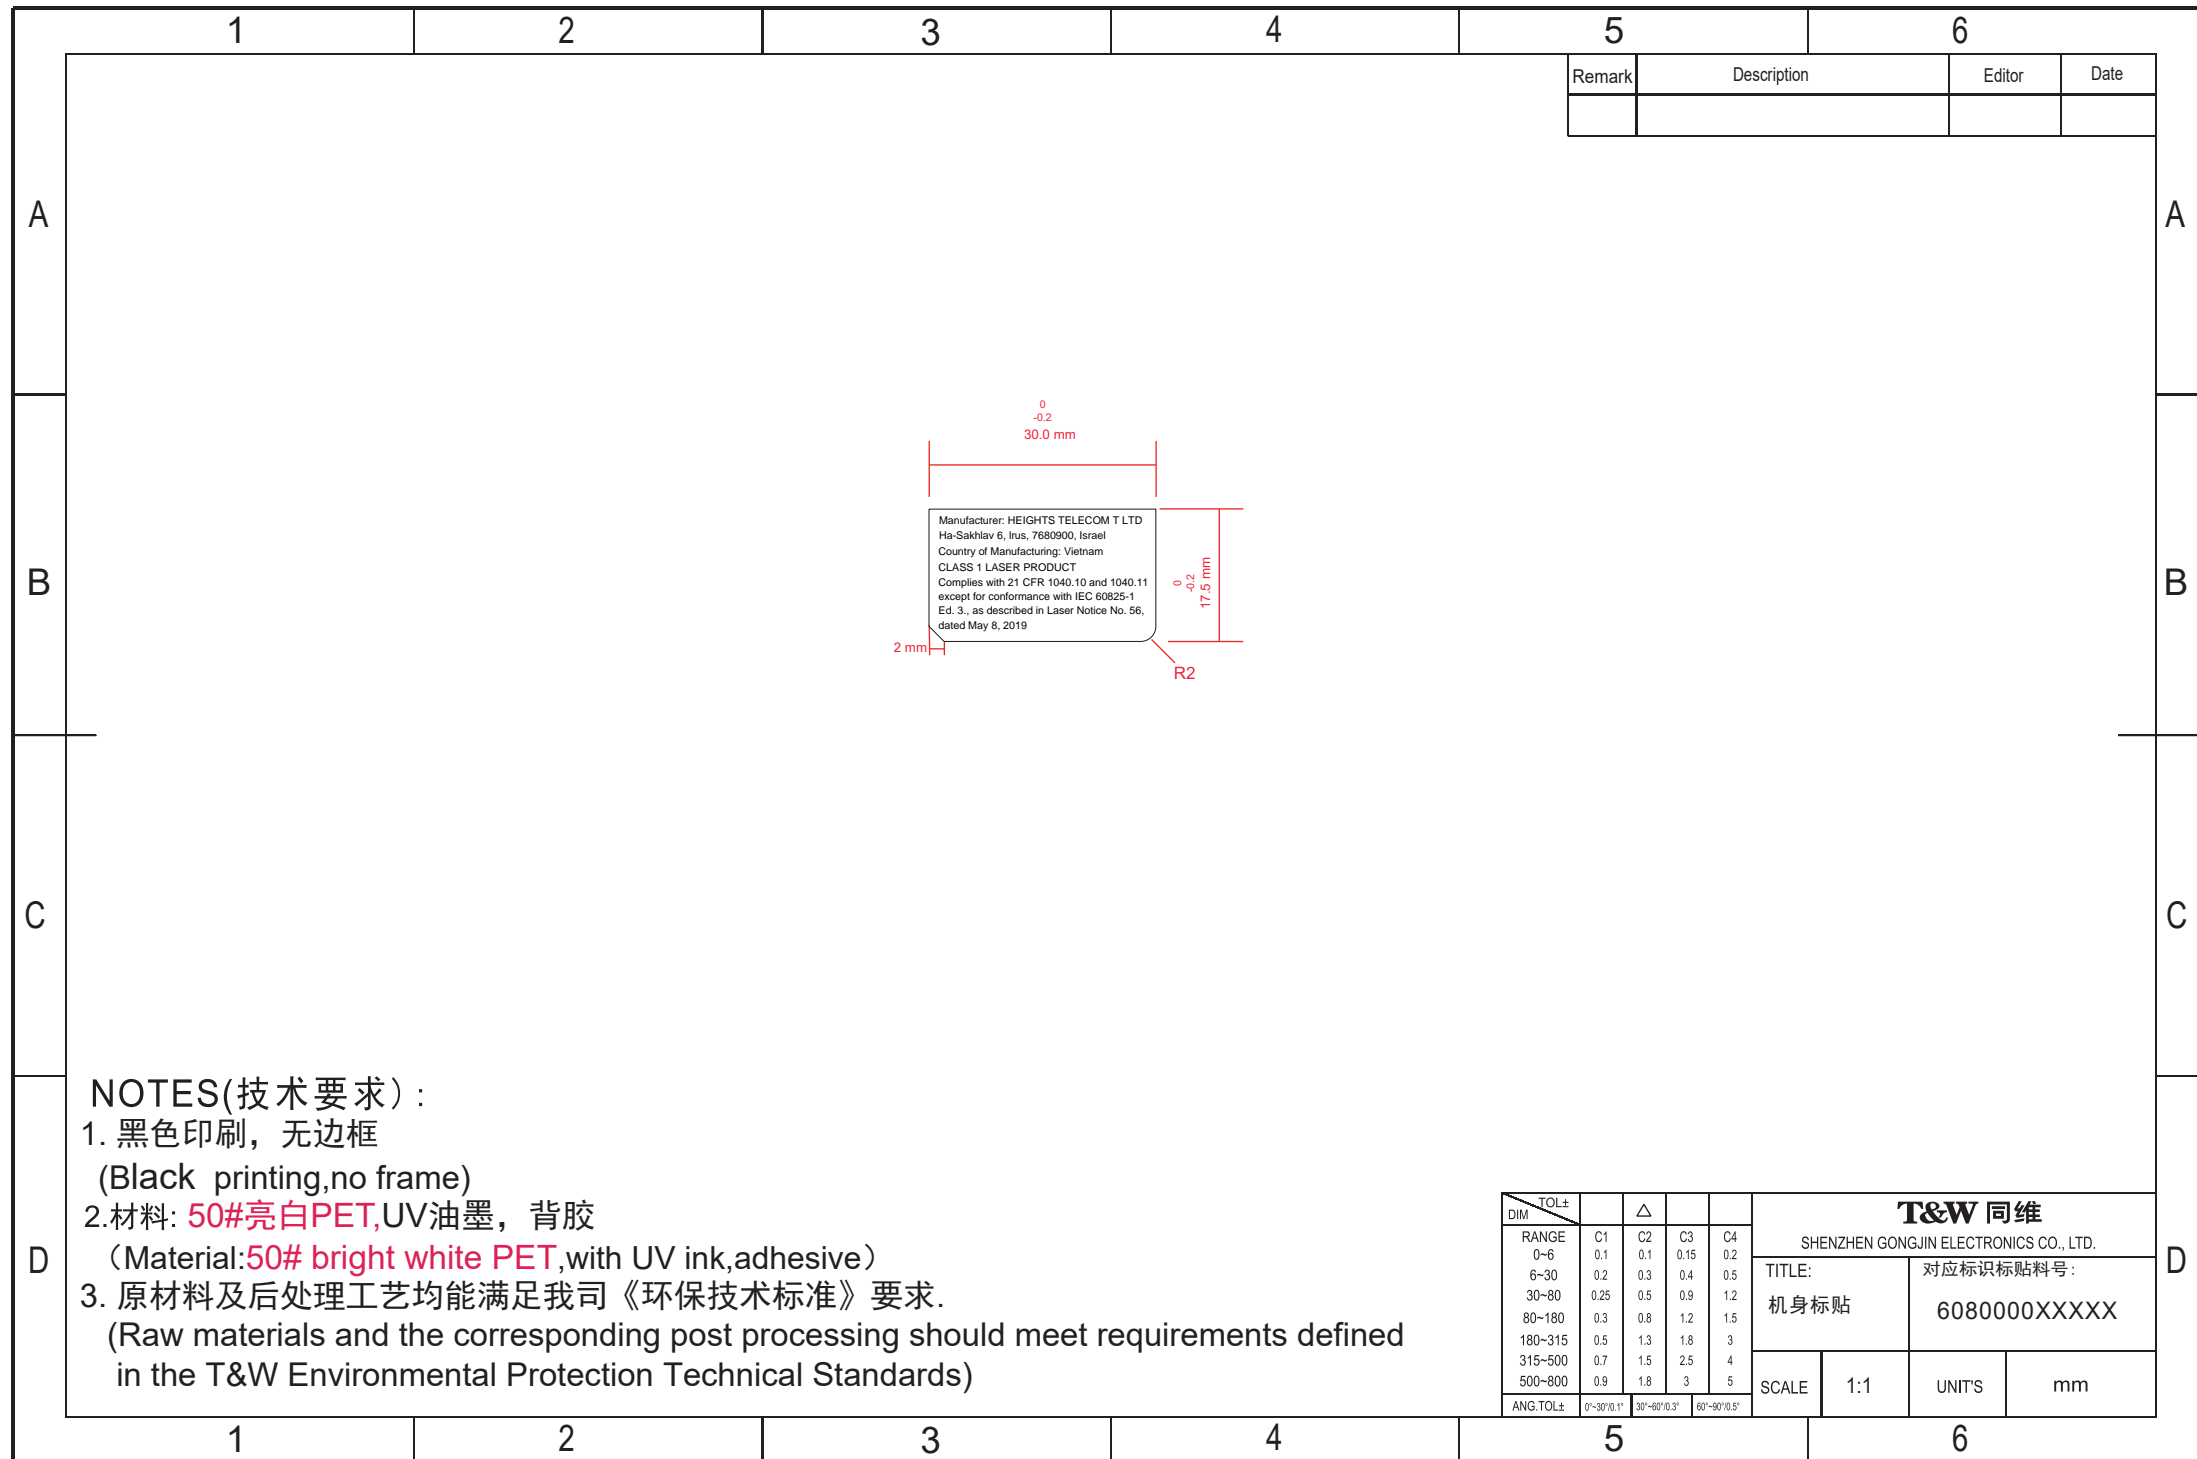 1 2 3 4 5 6
Remark Description Editor Date
A A
0
-0.2
30.0 mm
Manufacturer: HEIGHTS TELECOM T LTD
Ha-Sakhlav 6, Irus, 7680900, Israel
Country of Manufacturing: Vietnam
CLASS 1 LASER PRODUCT
Complies with 21 CFR 1040.10 and 1040.11
except for conformance with IEC 60825-1
Ed. 3., as described in Laser Notice No. 56,
dated May 8, 2019
0
-0.2
17.5 mm
2 mm
R2
B B
C C
NOTES(技术要求）:
1. 黑色印刷，无边框
(Black printing,no frame)
2.材料: 50#亮白PET,UV油墨，背胶
（Material:50# bright white PET,with UV ink,adhesive）
3. 原材料及后处理工艺均能满足我司《环保技术标准》要求.
(Raw materials and the corresponding post processing should meet requirements defined
in the T&W Environmental Protection Technical Standards)
D D
TOL± △
DIM
RANGE C1 C2 C3 C4
0~6 0.1 0.1 0.15 0.2
6~30 0.2 0.3 0.4 0.5
30~80 0.25 0.5 0.9 1.2
80~180 0.3 0.8 1.2 1.5
180~315 0.5 1.3 1.8 3
315~500 0.7 1.5 2.5 4
500~800 0.9 1.8 3 5
ANG.TOL± 0°~30°/0.1° 30°~60°/0.3° 60°~90°/0.5°
T&W 同维
SHENZHEN GONGJIN ELECTRONICS CO., LTD.
TITLE:
机身标贴
对应标识标贴料号:
6080000XXXXX
SCALE 1:1 UNIT'S mm
1 2 3 4 5 6